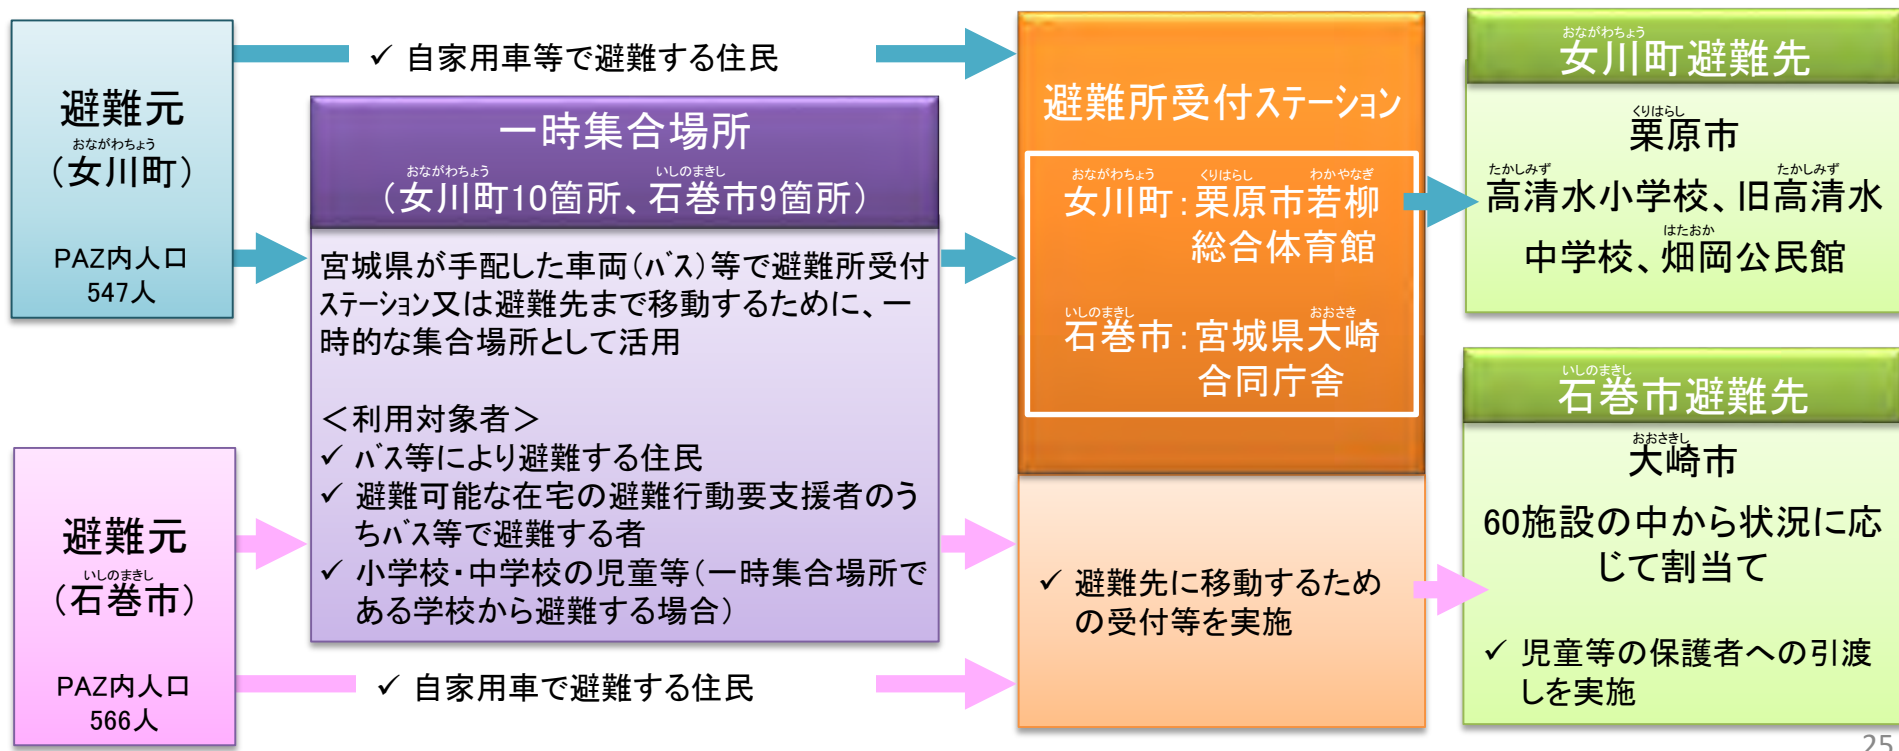 避難元
おながわちょう
（女川町）
PAZ内人口
547人
✓ 自家用車等で避難する住民
一時集合場所
おながわちょう いしのまきし
（女川町10箇所、石巻市9箇所）
宮城県が手配した車両（バス）等で避難所受付
ステーション又は避難先まで移動するために、一
時的な集合場所として活用
＜利用対象者＞
✓ バス等により避難する住民
✓ 避難可能な在宅の避難行動要支援者のう
ちバス等で避難する者
✓ 小学校・中学校の児童等（一時集合場所で
ある学校から避難する場合）
避難元
いしのまきし
（石巻市）
PAZ内人口
566人
✓ 自家用車で避難する住民
避難所受付ステーション
おながわちょう くりはらし わかやなぎ
女川町：栗原市若柳
総合体育館
いしのまきし おおさき
石巻市：宮城県大崎
合同庁舎
✓ 避難先に移動するため
の受付等を実施
おながわちょう
女川町避難先
くりはらし
栗原市
たかしみず たかしみず
高清水小学校、旧高清水
はたおか
中学校、畑岡公民館
いしのまきし
石巻市避難先
おおさきし
大崎市
60施設の中から状況に応
じて割当て
✓ 児童等の保護者への引渡
しを実施
25